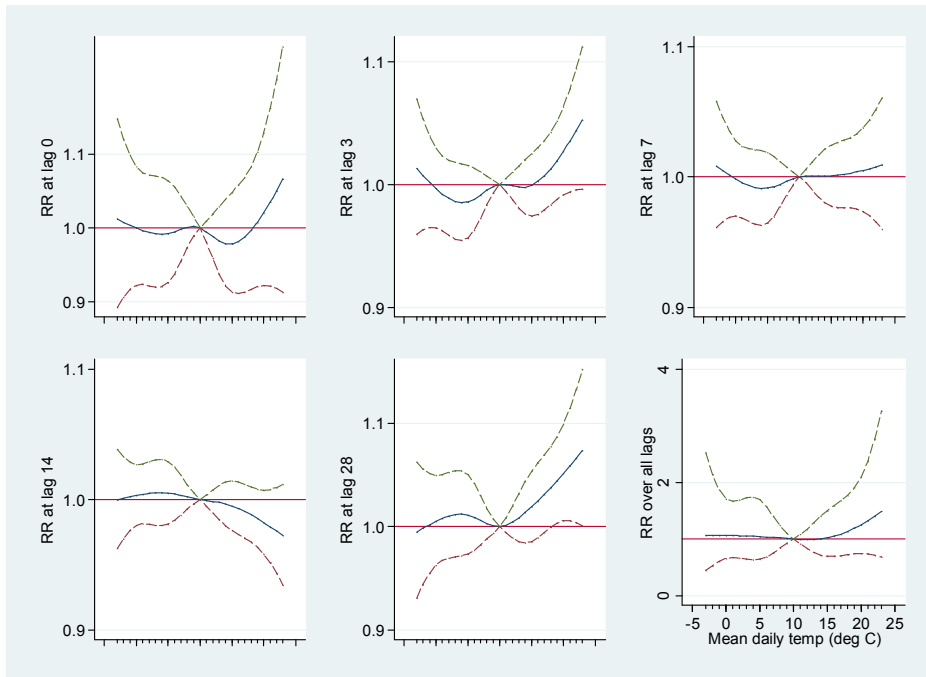 RR at lag 0
1.1
1.0
0.9
RR at lag 3
1.1
1.0
0.9
RR at lag 7
1.1
1.0
0.9
RR at lag 14
1.1
1.0
0.9
RR at lag 28
1.1
1.0
0.9
RR over all lags
4
2
0
-5 0 5 10 15 20 25
Mean daily temp (deg C)